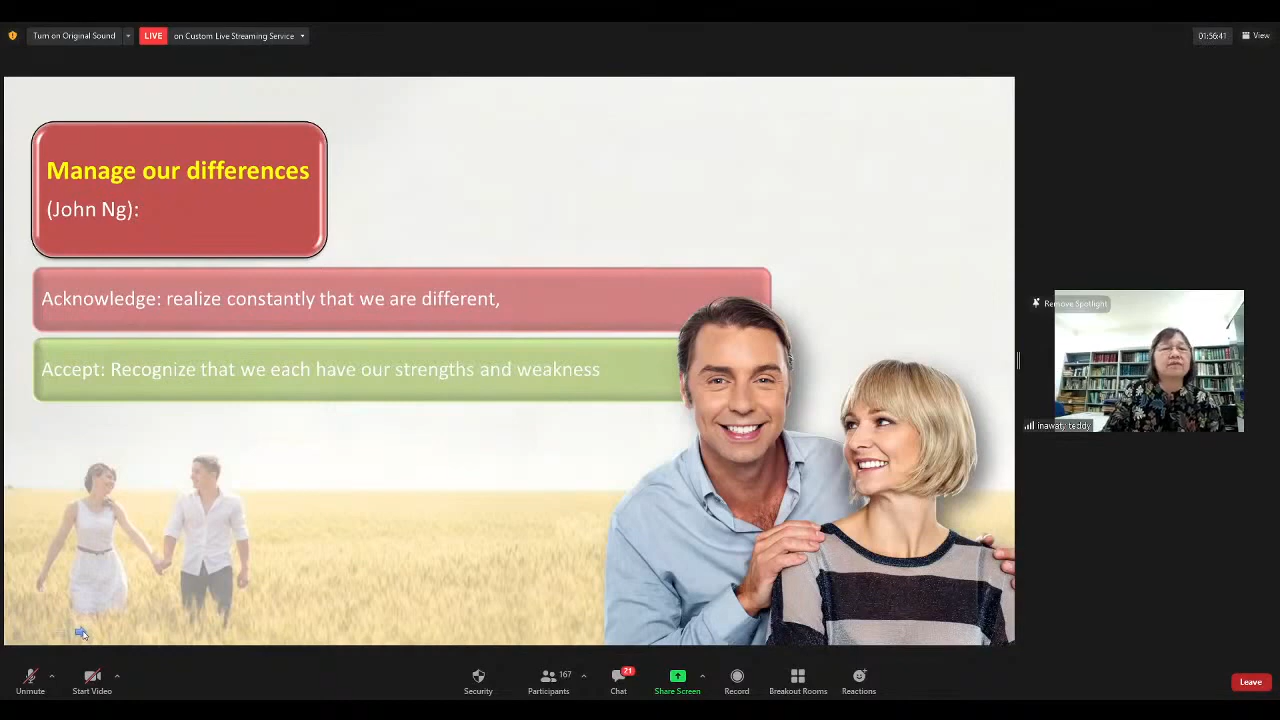 Turn on Original Sound
LIVE
on Custom Live Streaming Service
01:56:41
View
Manage our differences
(John Ng):
Acknowledge: realize constantly that we are different,
Accept: Recognize that we each have our strengths and weakness
Remove Spotlight
inawaty teddy
Unmute
Start Video
Security
Participants
167
Chat
21
Share Screen
Record
Breakout Rooms
Reactions
Leave